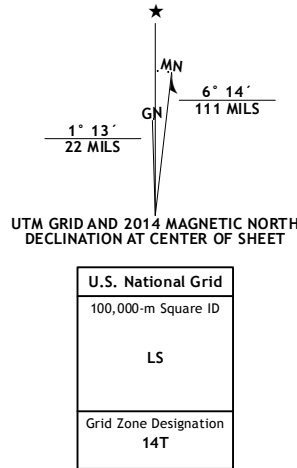 MN
GN
6° 14´
111 MILS
1° 13´
22 MILS
UTM GRID AND 2014 MAGNETIC NORTH
DECLINATION AT CENTER OF SHEET
U.S. National Grid
100,000-m Square ID
LS
Grid Zone Designation
14T